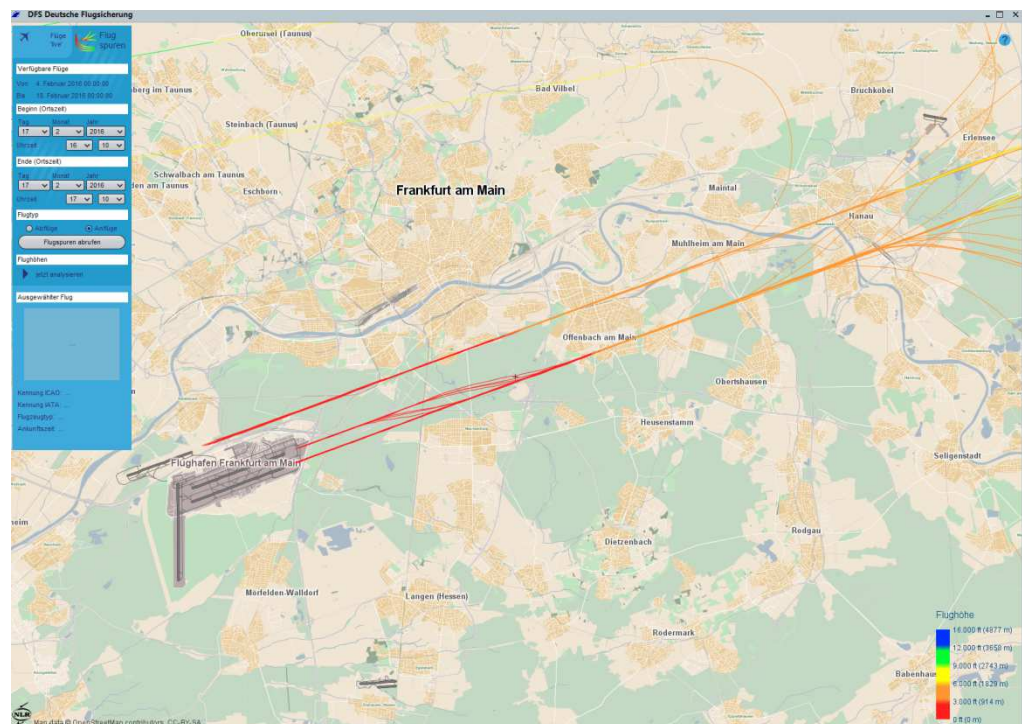 DFS Deutsche Flugsicherung
Flüge
live
Flug
spuren
Verfügbare Flüge
Von 4. Februar 2016 00:00:00
Bis
Februar 2016 00:00:00
Beginn (Ortszeit)
Tag Monat Jahr
17 2 2016
Uhrzeit 16 10
Ende (Ortszeit)
Tag Monat Jahr
17 2 2016
Uhrzeit 17 10
Flugtyp
Abflüge Anflüge
Flugspuren abrufen
Flughöhen
jetzt analysieren
Ausgewählter Flug
Kennung ICAO: ...
Kennung IATA: ...
Flugzeugtyp: ...
Ankunftszeit: ...
?
Oberursel (Taunus)
Bad Vilbel
Bruchköbel
berg im Taunus
Steinbach (Taunus)
Erlensee
Schwalbach am Taunus
den am Taunus
Eschborn
Frankfurt am Main
Maintal
Hanau
Mühlheim am Main
Offenbach am Main
Obertshausen
Heusenstamm
Flughafen Frankfurt am Main
Seligenstadt
heim
Rodgau
Dietzenbach
Mörfelden-Walldorf
Langen (Hessen)
Rödermark
Babenhaus
Flughöhe
16.000 ft (4877 m)
12.000 ft (3658 m)
9.000 ft (2743 m)
6.000 ft (1829 m)
3.000 ft (914 m)
0 ft (0 m)
NLR
Map data © OpenStreetMap contributors, CC-BY-SA